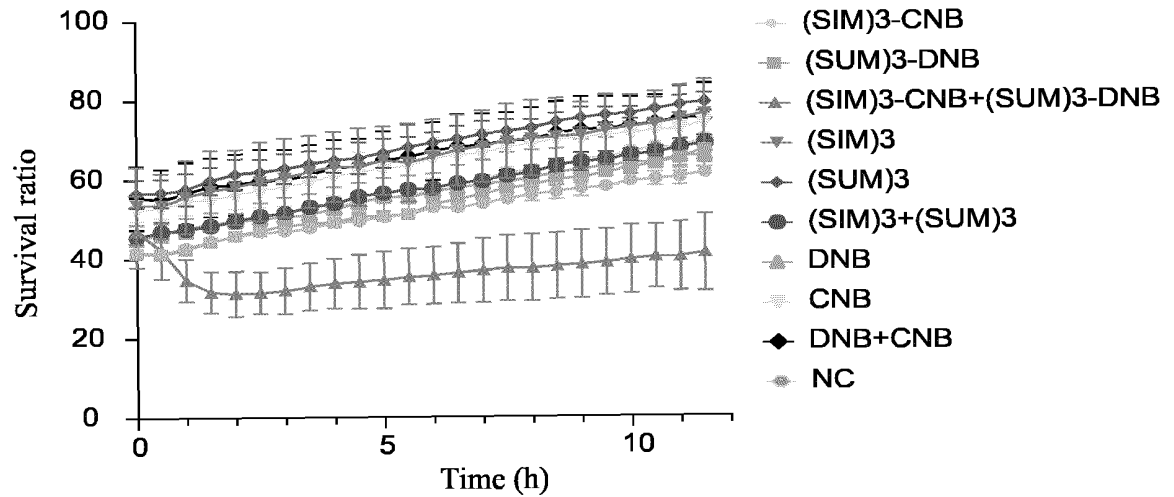 100
80
60
40
20
0
Survival ratio
0 5 10
Time (h)
(SIM)3-CNB
(SUM)3-DNB
(SIM)3-CNB+(SUM)3-DNB
(SIM)3
(SUM)3
(SIM)3+(SUM)3
DNB
CNB
DNB+CNB
NC